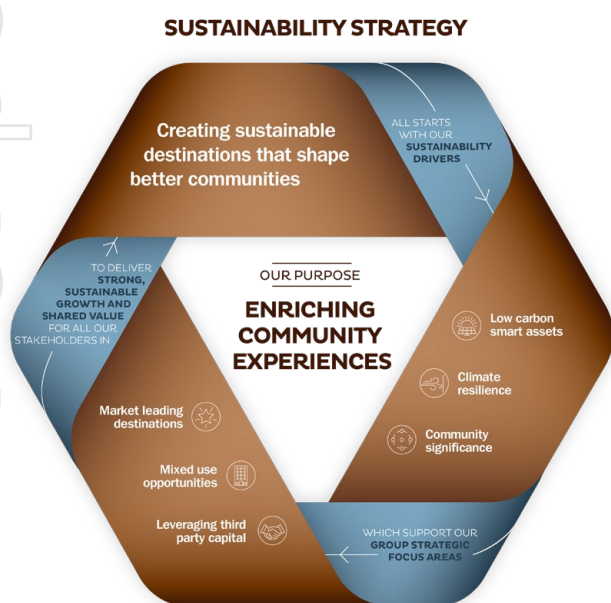 SUSTAINABILITY STRATEGY
Creating sustainable
destinations that shape
better communities
ALL STARTS
WITH OUR
SUSTAINABILITY
DRIVERS
OUR PURPOSE
ENRICHING
COMMUNITY
EXPERIENCES
Low carbon
smart assets
Climate
resilience
Community
significance
WHICH SUPPORT OUR
GROUP STRATEGIC
FOCUS AREAS
Market leading
destinations
Mixed use
opportunities
Leveraging third
party capital
TO DELIVER
STRONG,
SUSTAINABLE
GROWTH AND
SHARED VALUE
FOR ALL OUR
STAKEHOLDERS IN